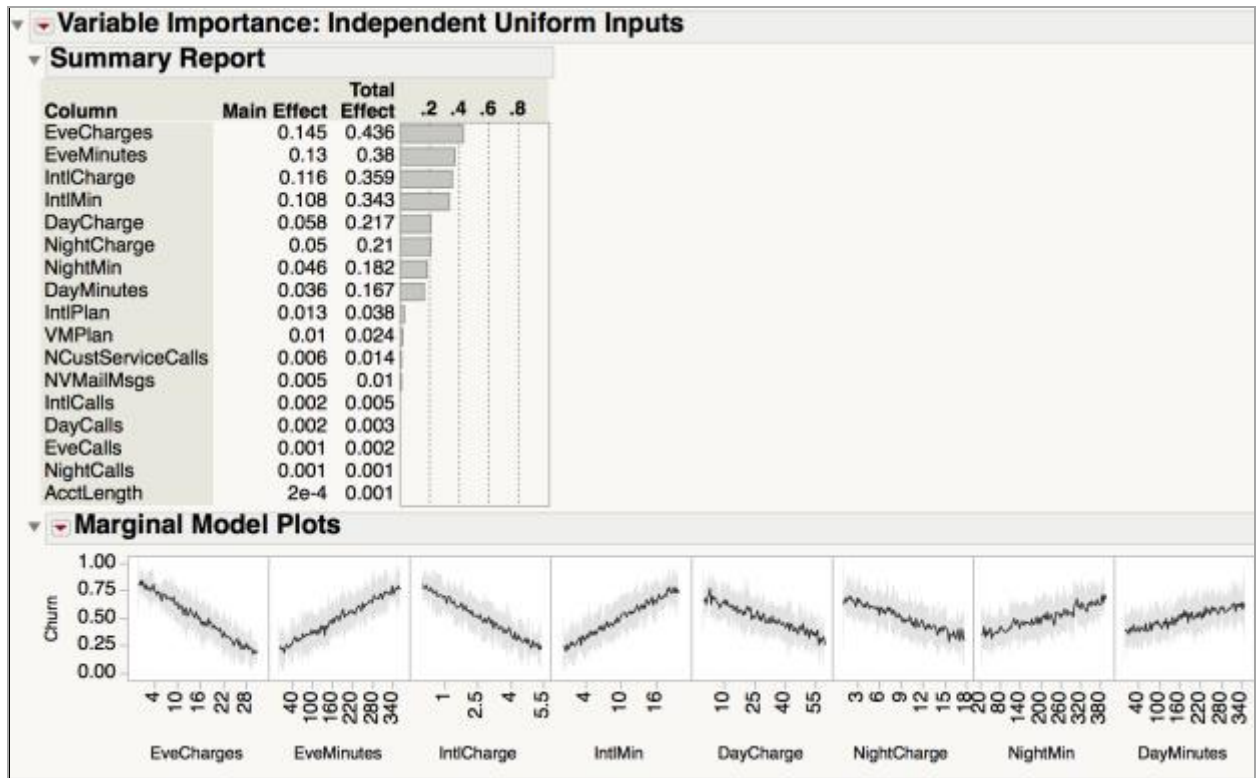 Variable Importance: Independent Uniform Inputs
Summary Report
Column Main Effect Total Effect .2 .4 .6 .8
EveCharges 0.145 0.436
EveMinutes 0.13 0.38
IntlCharge 0.116 0.359
IntlMin 0.108 0.343
DayCharge 0.058 0.217
NightCharge 0.05 0.21
NightMin 0.046 0.182
DayMinutes 0.036 0.167
IntlPlan 0.013 0.038
VMPlan 0.01 0.024
NCustServiceCalls 0.006 0.014
NVMailMsgs 0.005 0.01
IntlCalls 0.002 0.005
DayCalls 0.002 0.003
EveCalls 0.001 0.002
NightCalls 0.001 0.001
AcctLength 2e-4 0.001
Marginal Model Plots
Churn
1.00
0.75
0.50
0.25
0.00
4 10 16 22 28 40 100 160 220 280 340 1 2.5 4 5.5 4 10 16 10 25 40 55 3 6 9 12 15 18 20 80 140 200 260 320 380 40 100 160 220 280 340
EveCharges EveMinutes IntlCharge IntlMin DayCharge NightCharge NightMin DayMinutes